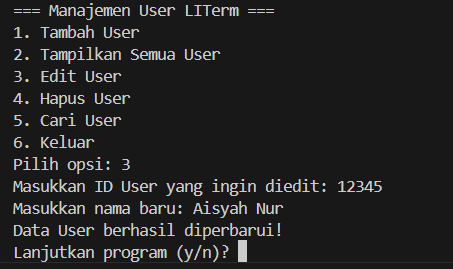 === Manajemen User LITerm ===
1. Tambah User
2. Tampilkan Semua User
3. Edit User
4. Hapus User
5. Cari User
6. Keluar
Pilih opsi: 3
Masukkan ID User yang ingin diedit: 12345
Masukkan nama baru: Aisyah Nur
Data User berhasil diperbarui!
Lanjutkan program (y/n)?